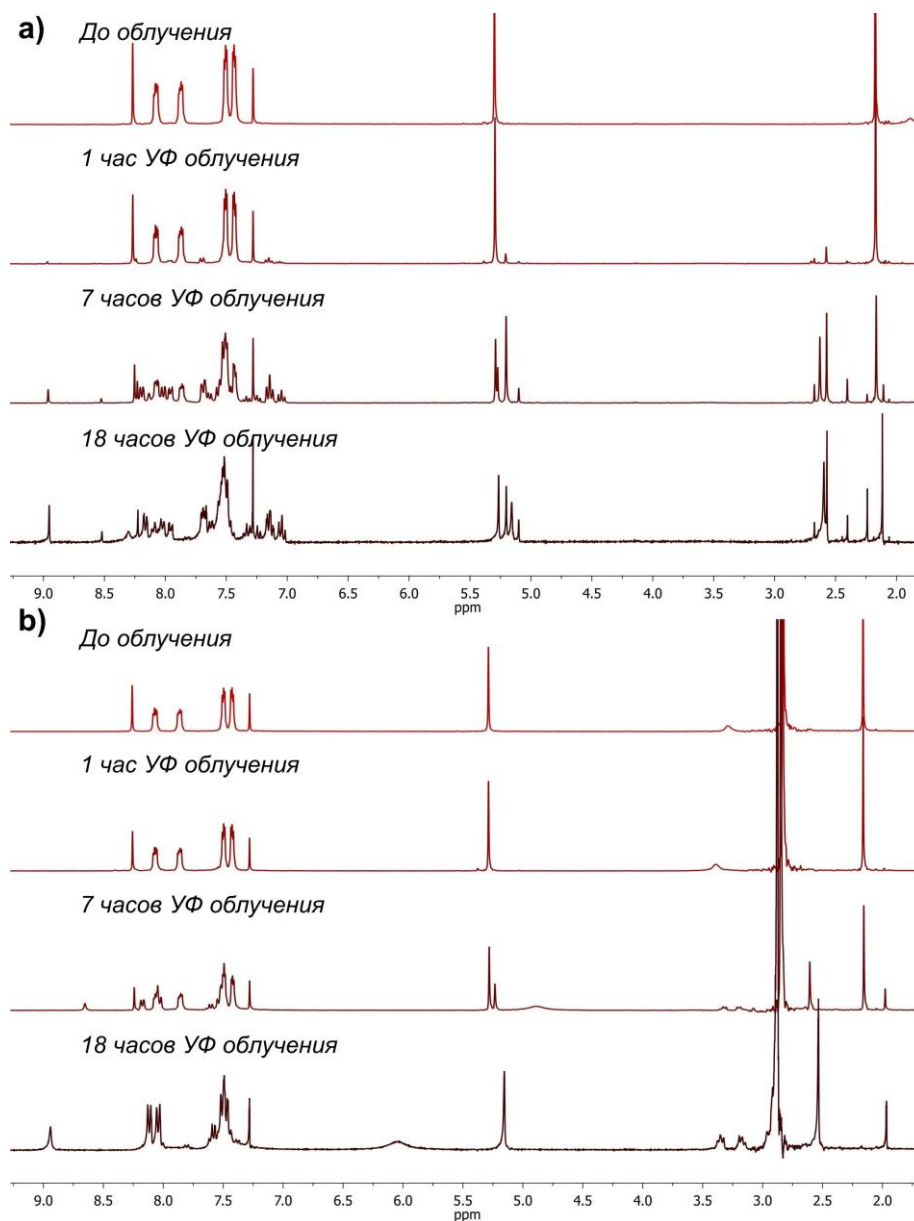 a) До облучения
1 час УФ облучения
7 часов УФ облучения
18 часов УФ облучения
9.0 8.5 8.0 7.5 7.0 6.5 6.0 5.5 5.0 4.5 4.0 3.5 3.0 2.5 2.0
ppm
b)
До облучения
1 час УФ облучения
7 часов УФ облучения
18 часов УФ облучения
9.0 8.5 8.0 7.5 7.0 6.5 6.0 5.5 5.0 4.5 4.0 3.5 3.0 2.5 2.0
ppm